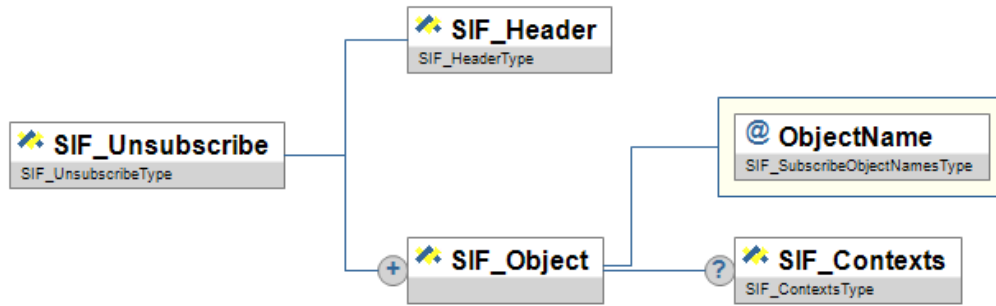 SIF_Header
SIF_HeaderType
SIF_Unsubscribe
SIF_UnsubscribeType
@ ObjectName
SIF_SubscribeObjectNamesType
+
SIF_Object
?
SIF_Contexts
SIF_ContextsType